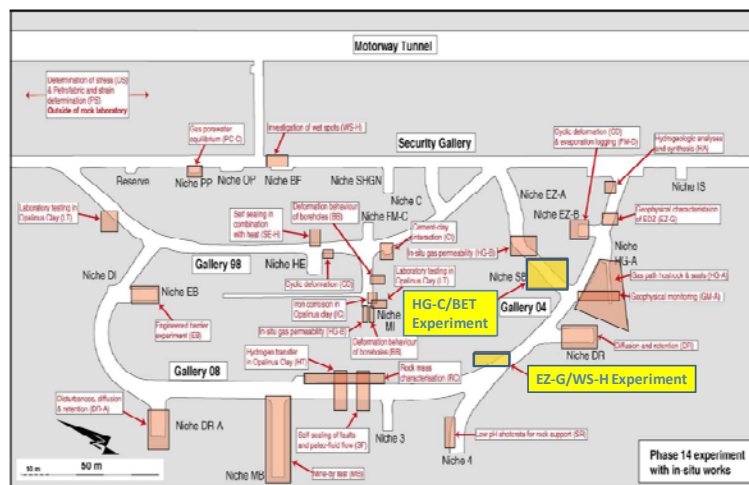 Motorway Tunnel
Determination of stress (DS)
& Petrofabric and strain
determination (PS)
Outside of rock laboratory
Gas porewater
equilibrium (PC-C)
Investigation of wet spots (WS-H)
Security Gallery
Cyclic deformation (CD)
& evaporation logging (FM-D)
Hydrogeologic analyses
and synthesis (HA)
Reserve
Niche PP
Niche OP
Niche BF
Niche SHGN
Niche C
Niche FM-C
Niche EZ-A
Niche EZ-B
Niche IS
Laboratory testing in
Opalinus Clay (LT)
Self sealing in
combination
with heat (SE-H)
Deformation
behaviour of
boreholes (BB)
Cement-clay
interaction (CI)
In-situ gas permeability (HG-B)
Geophysical characterisation
of EDZ (EZ-G)
Niche
HG-A
Gallery 98
Niche HE
Cyclic deformation (CD)
Laboratory testing in
Opalinus Clay (LT)
Niche SB
Gas path hostrock & seals (HG-A)
Geophysical monitoring (GM-A)
Niche DI
Niche EB
Engineered barrier
experiment (EB)
Iron corrosion in
Opalinus clay (IC)
In-situ gas permeability (HG-B)
Niche
MI
HG-C/BET
Experiment
Gallery 04
Deformation behaviour
of boreholes (BB)
Niche DR
Diffusion and retention (DR)
Hydrogen transfer
in Opalinus Clay (HT)
Rock mass
characterisation (RC)
Gallery 08
EZ-G/WS-H Experiment
Disturbances, diffusion
& retention (DR-A)
Niche DR A
Self sealing of faults
and paleo-fluid flow (SF)
Niche 3
Niche 4
Low pH shotcrete for rock support (SR)
Niche MB
Mine-by test (MB)
10 m
50 m
Phase 14 experiment
with in-situ works